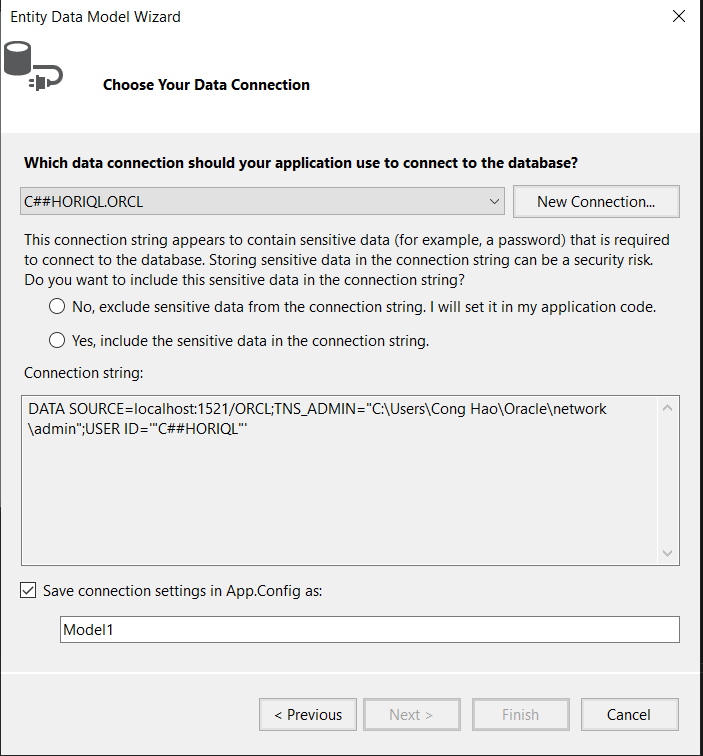 Entity Data Model Wizard
Choose Your Data Connection
Which data connection should your application use to connect to the database?
C##HORIQL.ORCL
New Connection...
This connection string appears to contain sensitive data (for example, a password) that is required
to connect to the database. Storing sensitive data in the connection string can be a security risk.
Do you want to include this sensitive data in the connection string?
No, exclude sensitive data from the connection string. I will set it in my application code.
Yes, include the sensitive data in the connection string.
Connection string:
DATA SOURCE=localhost:1521/ORCL;TNS_ADMIN="C:\Users\Cong Hao\Oracle\network
\admin";USER ID='"C##HORIQL"'
Save connection settings in App.Config as:
Model1
< Previous
Next >
Finish
Cancel